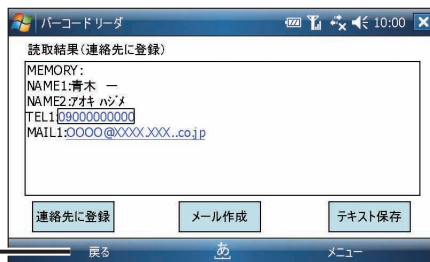 バーコードリーダ 10:00
読取結果(連絡先に登録)
MEMORY:
NAME1:青木 一
NAME2:ｱｵｷ ﾊｼﾞﾒ
TEL1:09000000000
MAIL1:OOOO@XXXX.XXX..co.jp
連絡先に登録 メール作成 テキスト保存
戻る あ メニュー